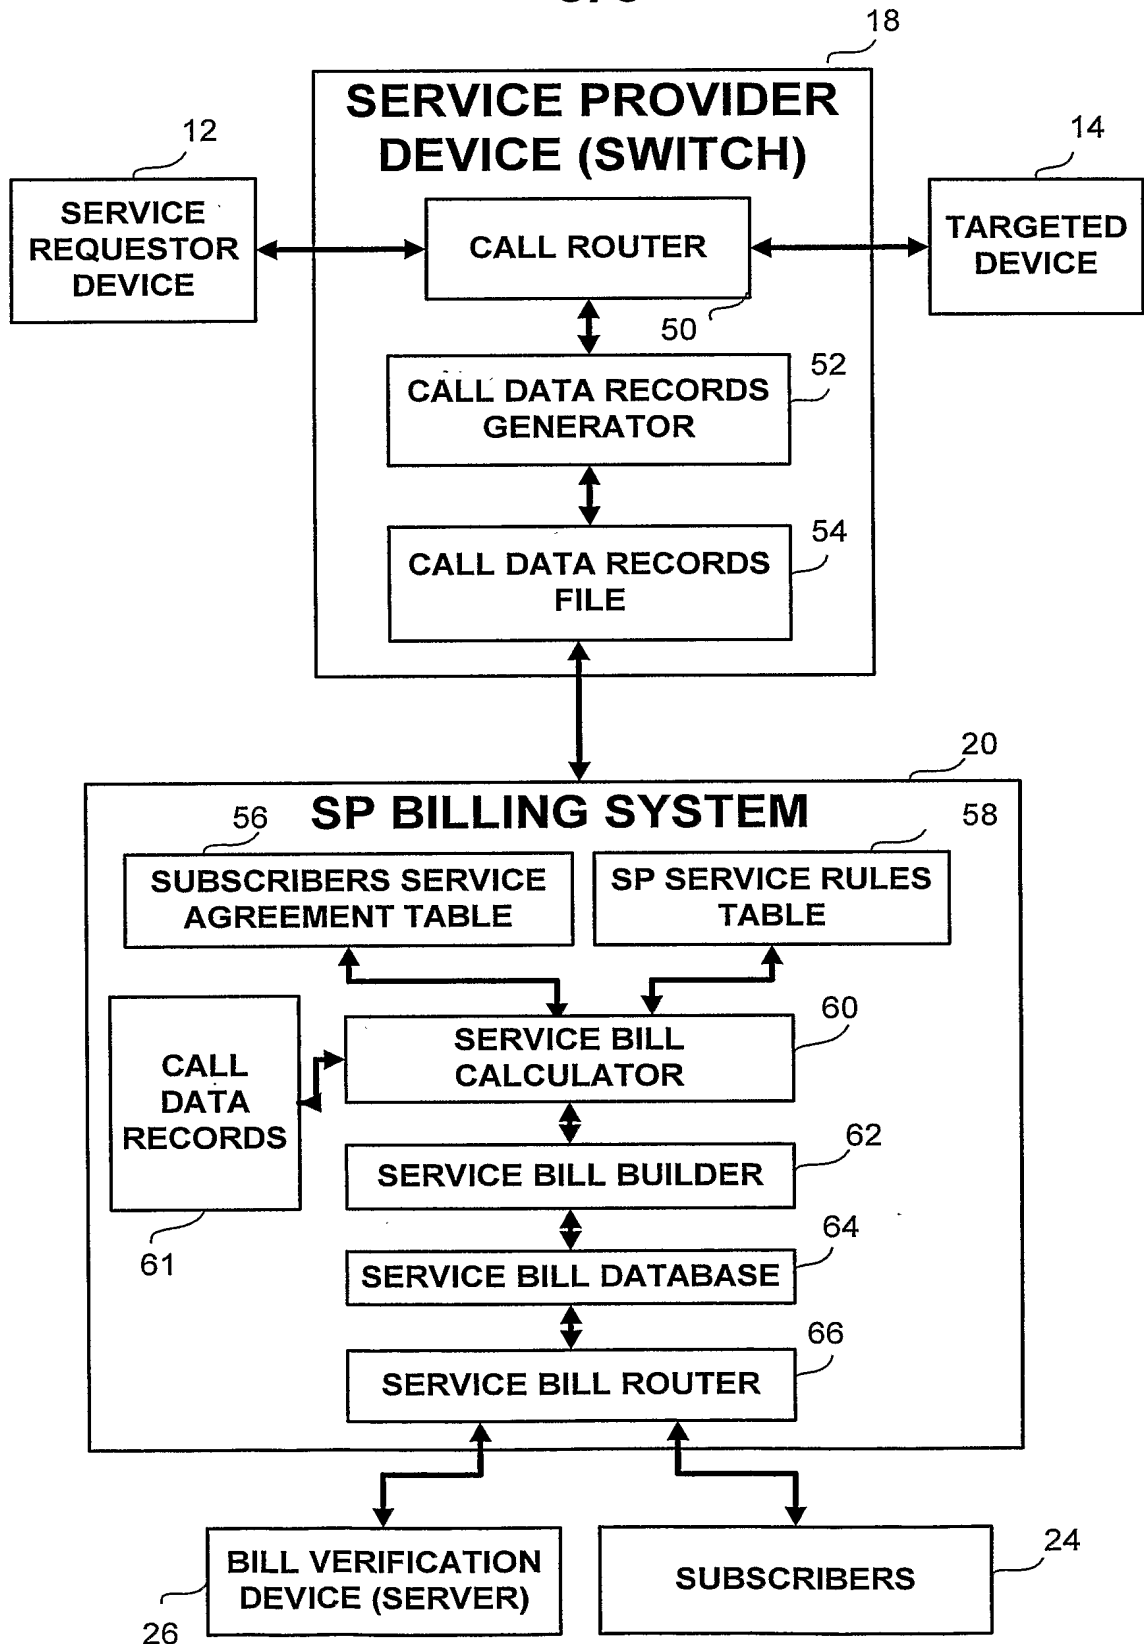 18
SERVICE PROVIDER
DEVICE (SWITCH)
12
14
SERVICE
REQUESTOR
DEVICE
CALL ROUTER
TARGETED
DEVICE
50
52
CALL DATA RECORDS
GENERATOR
54
CALL DATA RECORDS
FILE
20
SP BILLING SYSTEM
56
58
SUBSCRIBERS SERVICE
AGREEMENT TABLE
SP SERVICE RULES
TABLE
60
SERVICE BILL
CALCULATOR
CALL
DATA
RECORDS
61
62
SERVICE BILL BUILDER
64
SERVICE BILL DATABASE
66
SERVICE BILL ROUTER
BILL VERIFICATION
DEVICE (SERVER)
26
SUBSCRIBERS
24